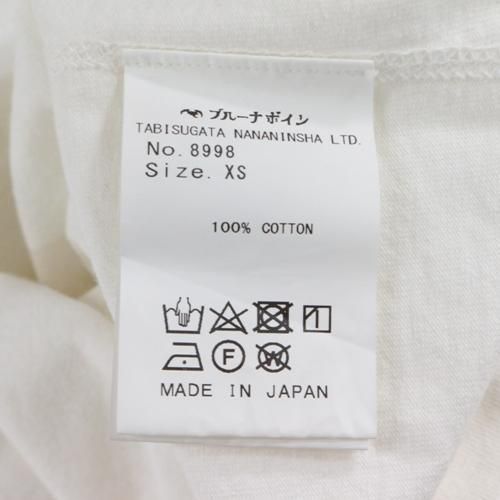 ブルーナボイン
TABISUGATA NANANINSHA LTD.
No. 8998
Size. XS
100% COTTON
F W
MADE IN JAPAN